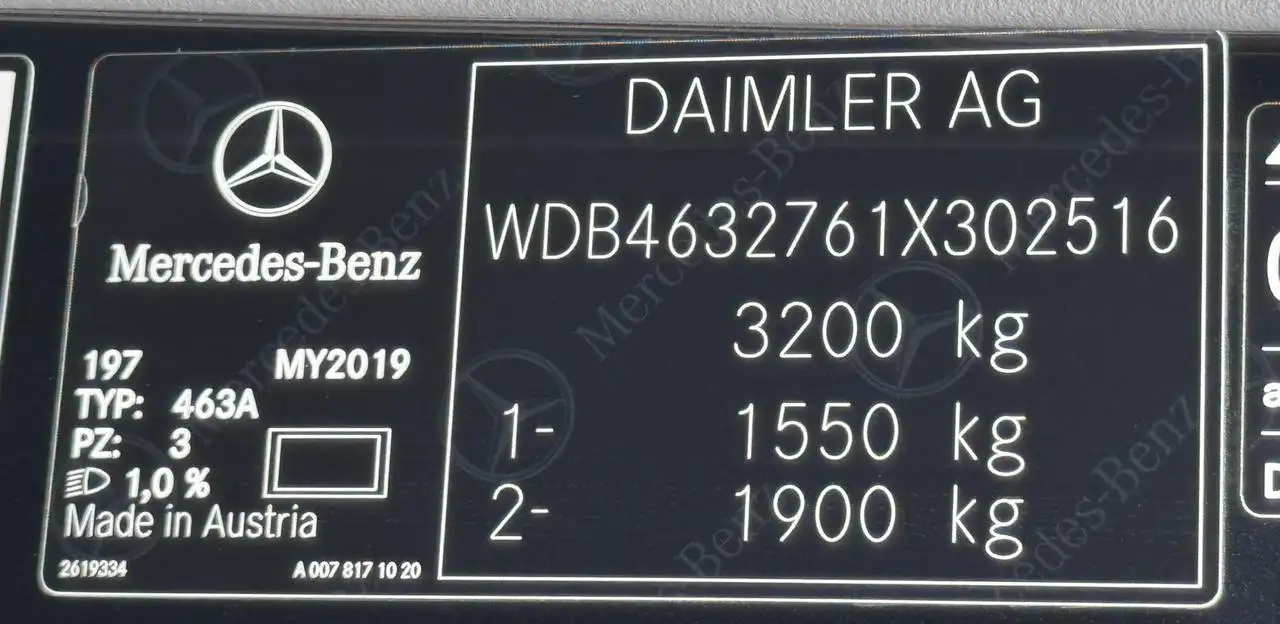 Mercedes-Benz
197 MY2019
TYP: 463A
PZ: 3
1,0 %
Made in Austria
2619334 A 007 817 10 20
DAIMLER AG
WDB4632761X302516
3200 kg
1- 1550 kg
2- 1900 kg